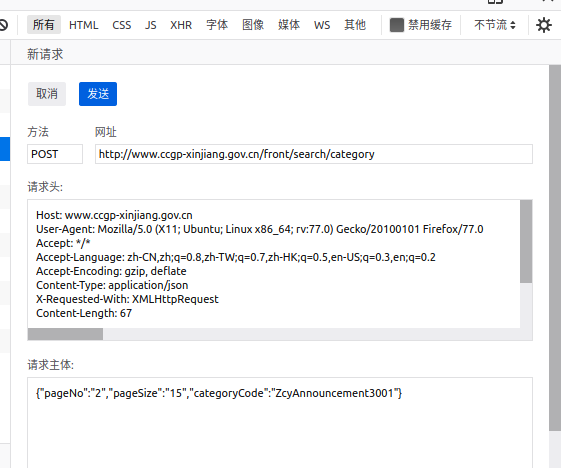 所有 HTML CSS JS XHR 字体 图像 媒体 WS 其他 禁用缓存 不节流
新请求
取消 发送
方法 网址
POST http://www.ccgp-xinjiang.gov.cn/front/search/category
请求头:
Host: www.ccgp-xinjiang.gov.cn
User-Agent: Mozilla/5.0 (X11; Ubuntu; Linux x86_64; rv:77.0) Gecko/20100101 Firefox/77.0
Accept: */*
Accept-Language: zh-CN,zh;q=0.8,zh-TW;q=0.7,zh-HK;q=0.5,en-US;q=0.3,en;q=0.2
Accept-Encoding: gzip, deflate
Content-Type: application/json
X-Requested-With: XMLHttpRequest
Content-Length: 67
请求主体:
{"pageNo":"2","pageSize":"15","categoryCode":"ZcyAnnouncement3001"}